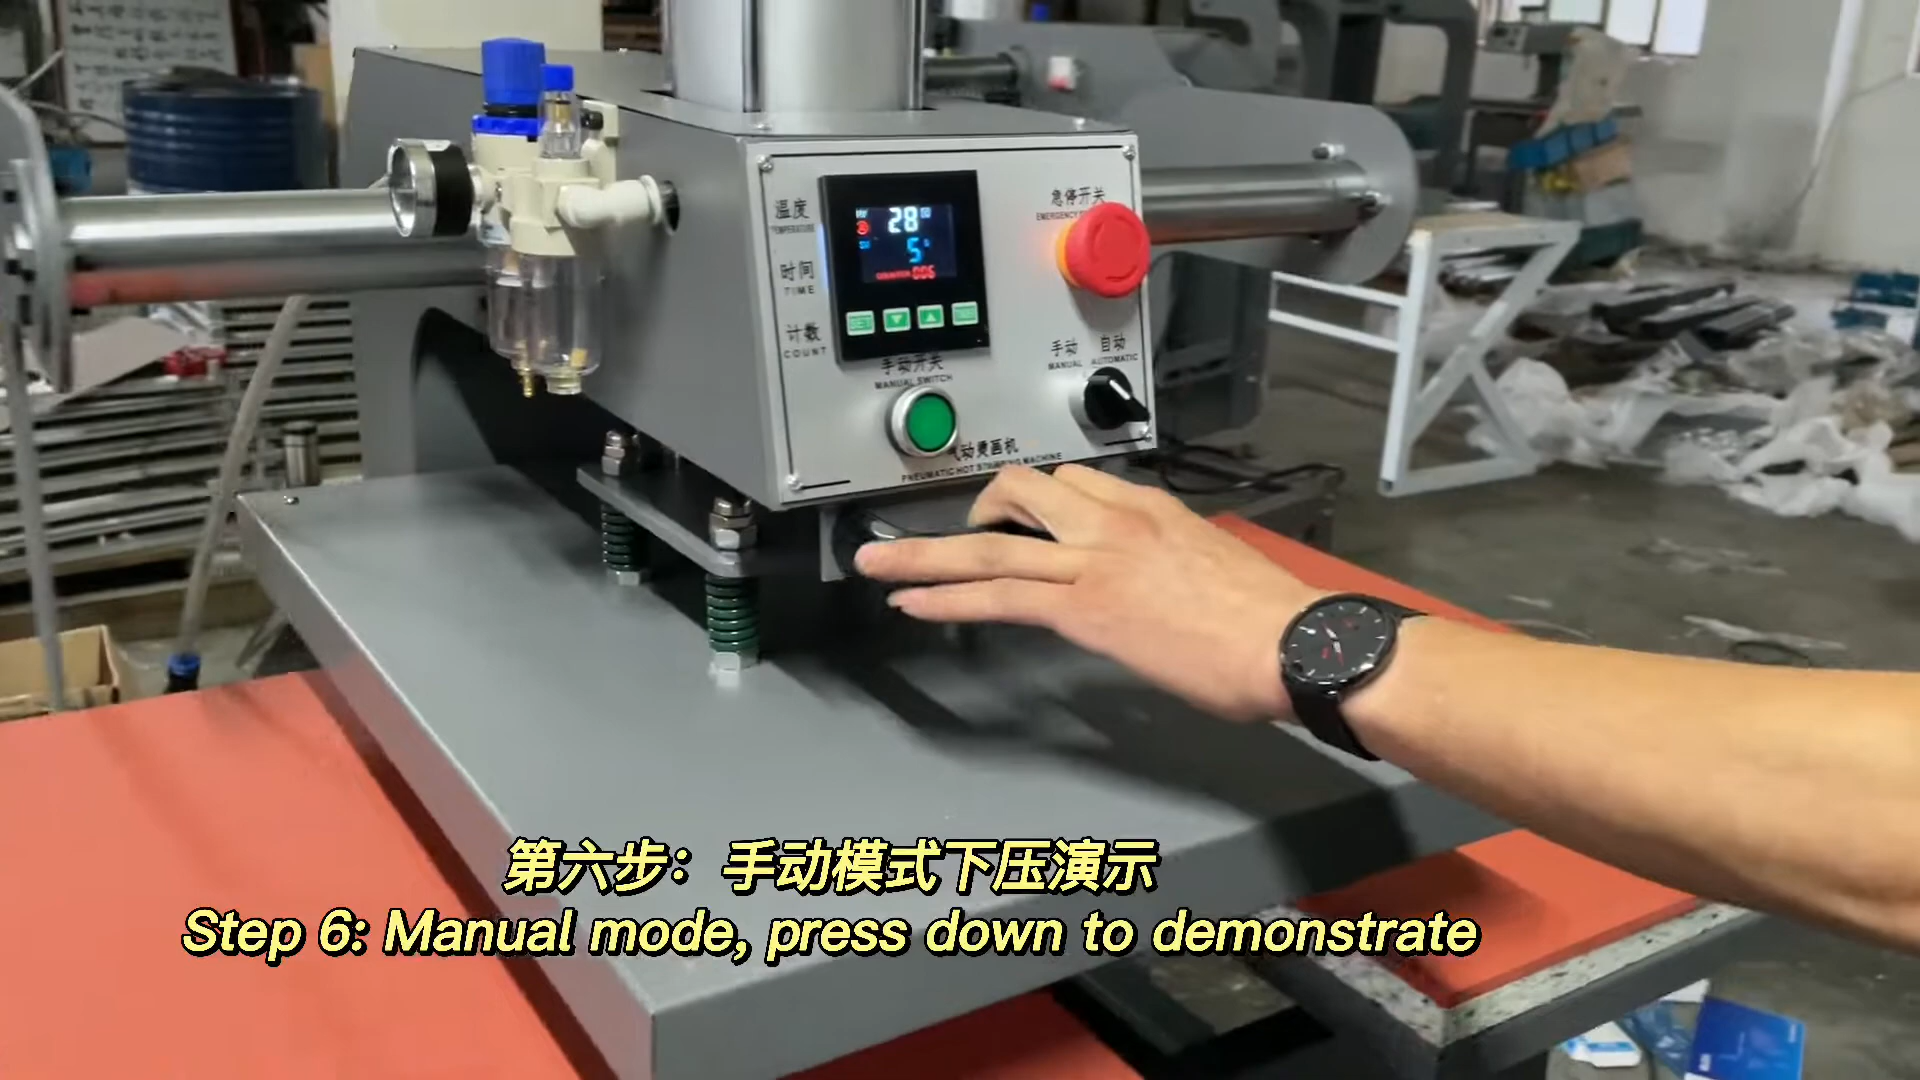 温度
TEMPERATURE
时间
TIME
计数
COUNT
28
5
COUNTER 006
SET
急停开关
手动开关
MANUAL SWITCH
手动 自动
MANUAL AUTOMATIC
气动烫画机
PNEUMATIC HOT STAMPING MACHINE
第六步：手动模式下压演示
Step 6: Manual mode, press down to demonstrate